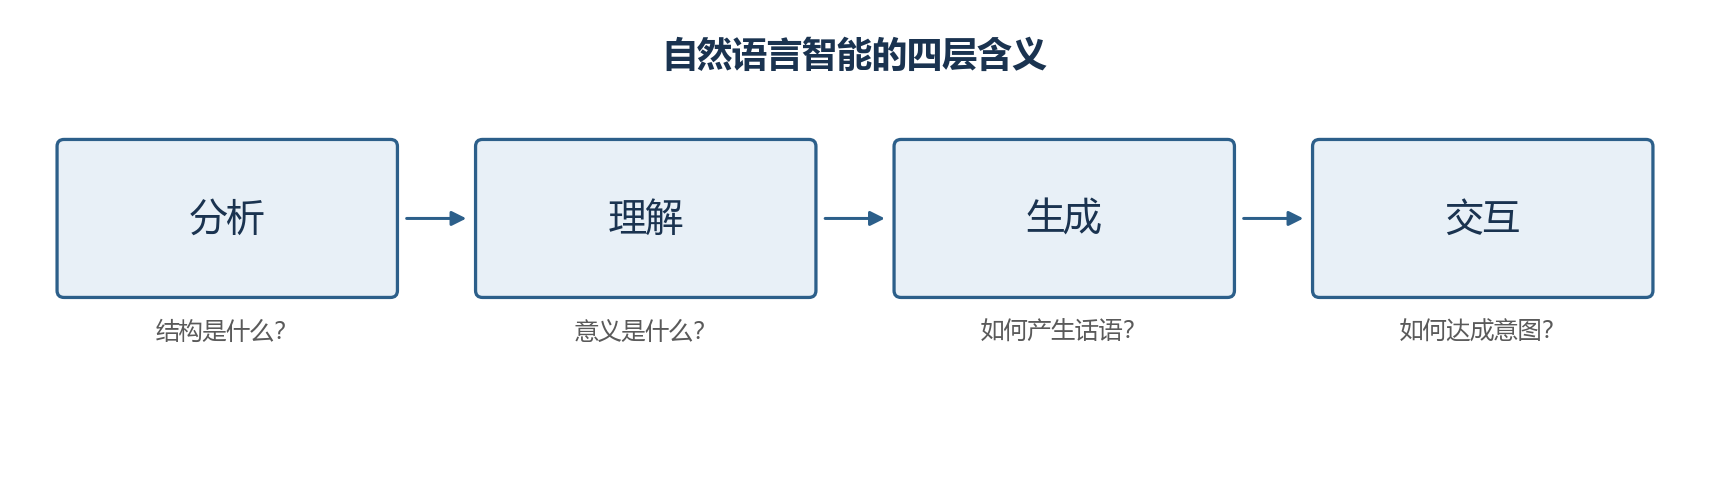 自然语言智能的四层含义
分析
理解
生成
交互
结构是什么?
意义是什么?
如何产生话语?
如何达成意图?